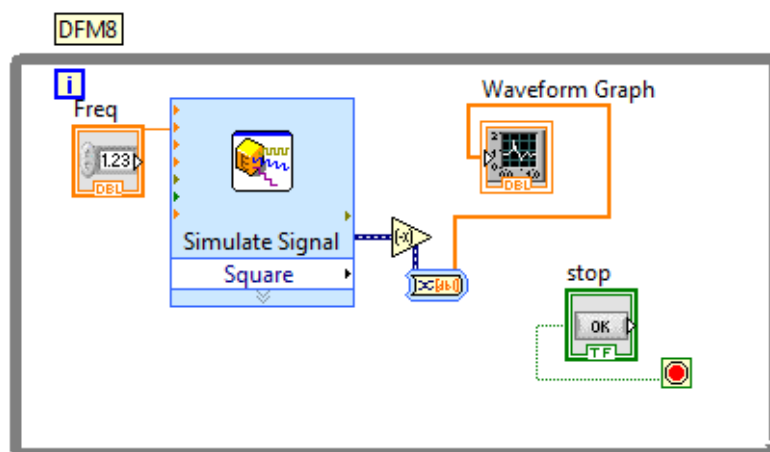 DFM8
i
Freq
1.23
DBL
Simulate Signal
Square
Waveform Graph
DBL
stop
OK
TF